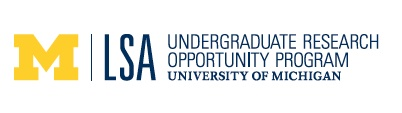 M LSA UNDERGRADUATE RESEARCH
OPPORTUNITY PROGRAM
UNIVERSITY OF MICHIGAN